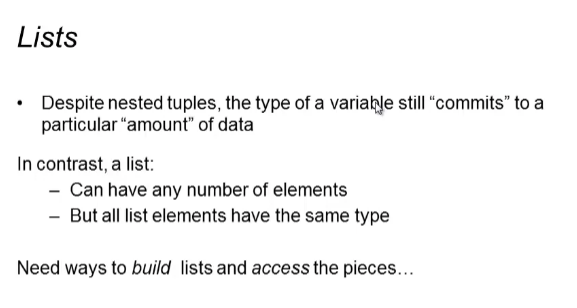 Lists
• Despite nested tuples, the type of a variable still “commits” to a
particular “amount” of data
In contrast, a list:
– Can have any number of elements
– But all list elements have the same type
Need ways to build lists and access the pieces…